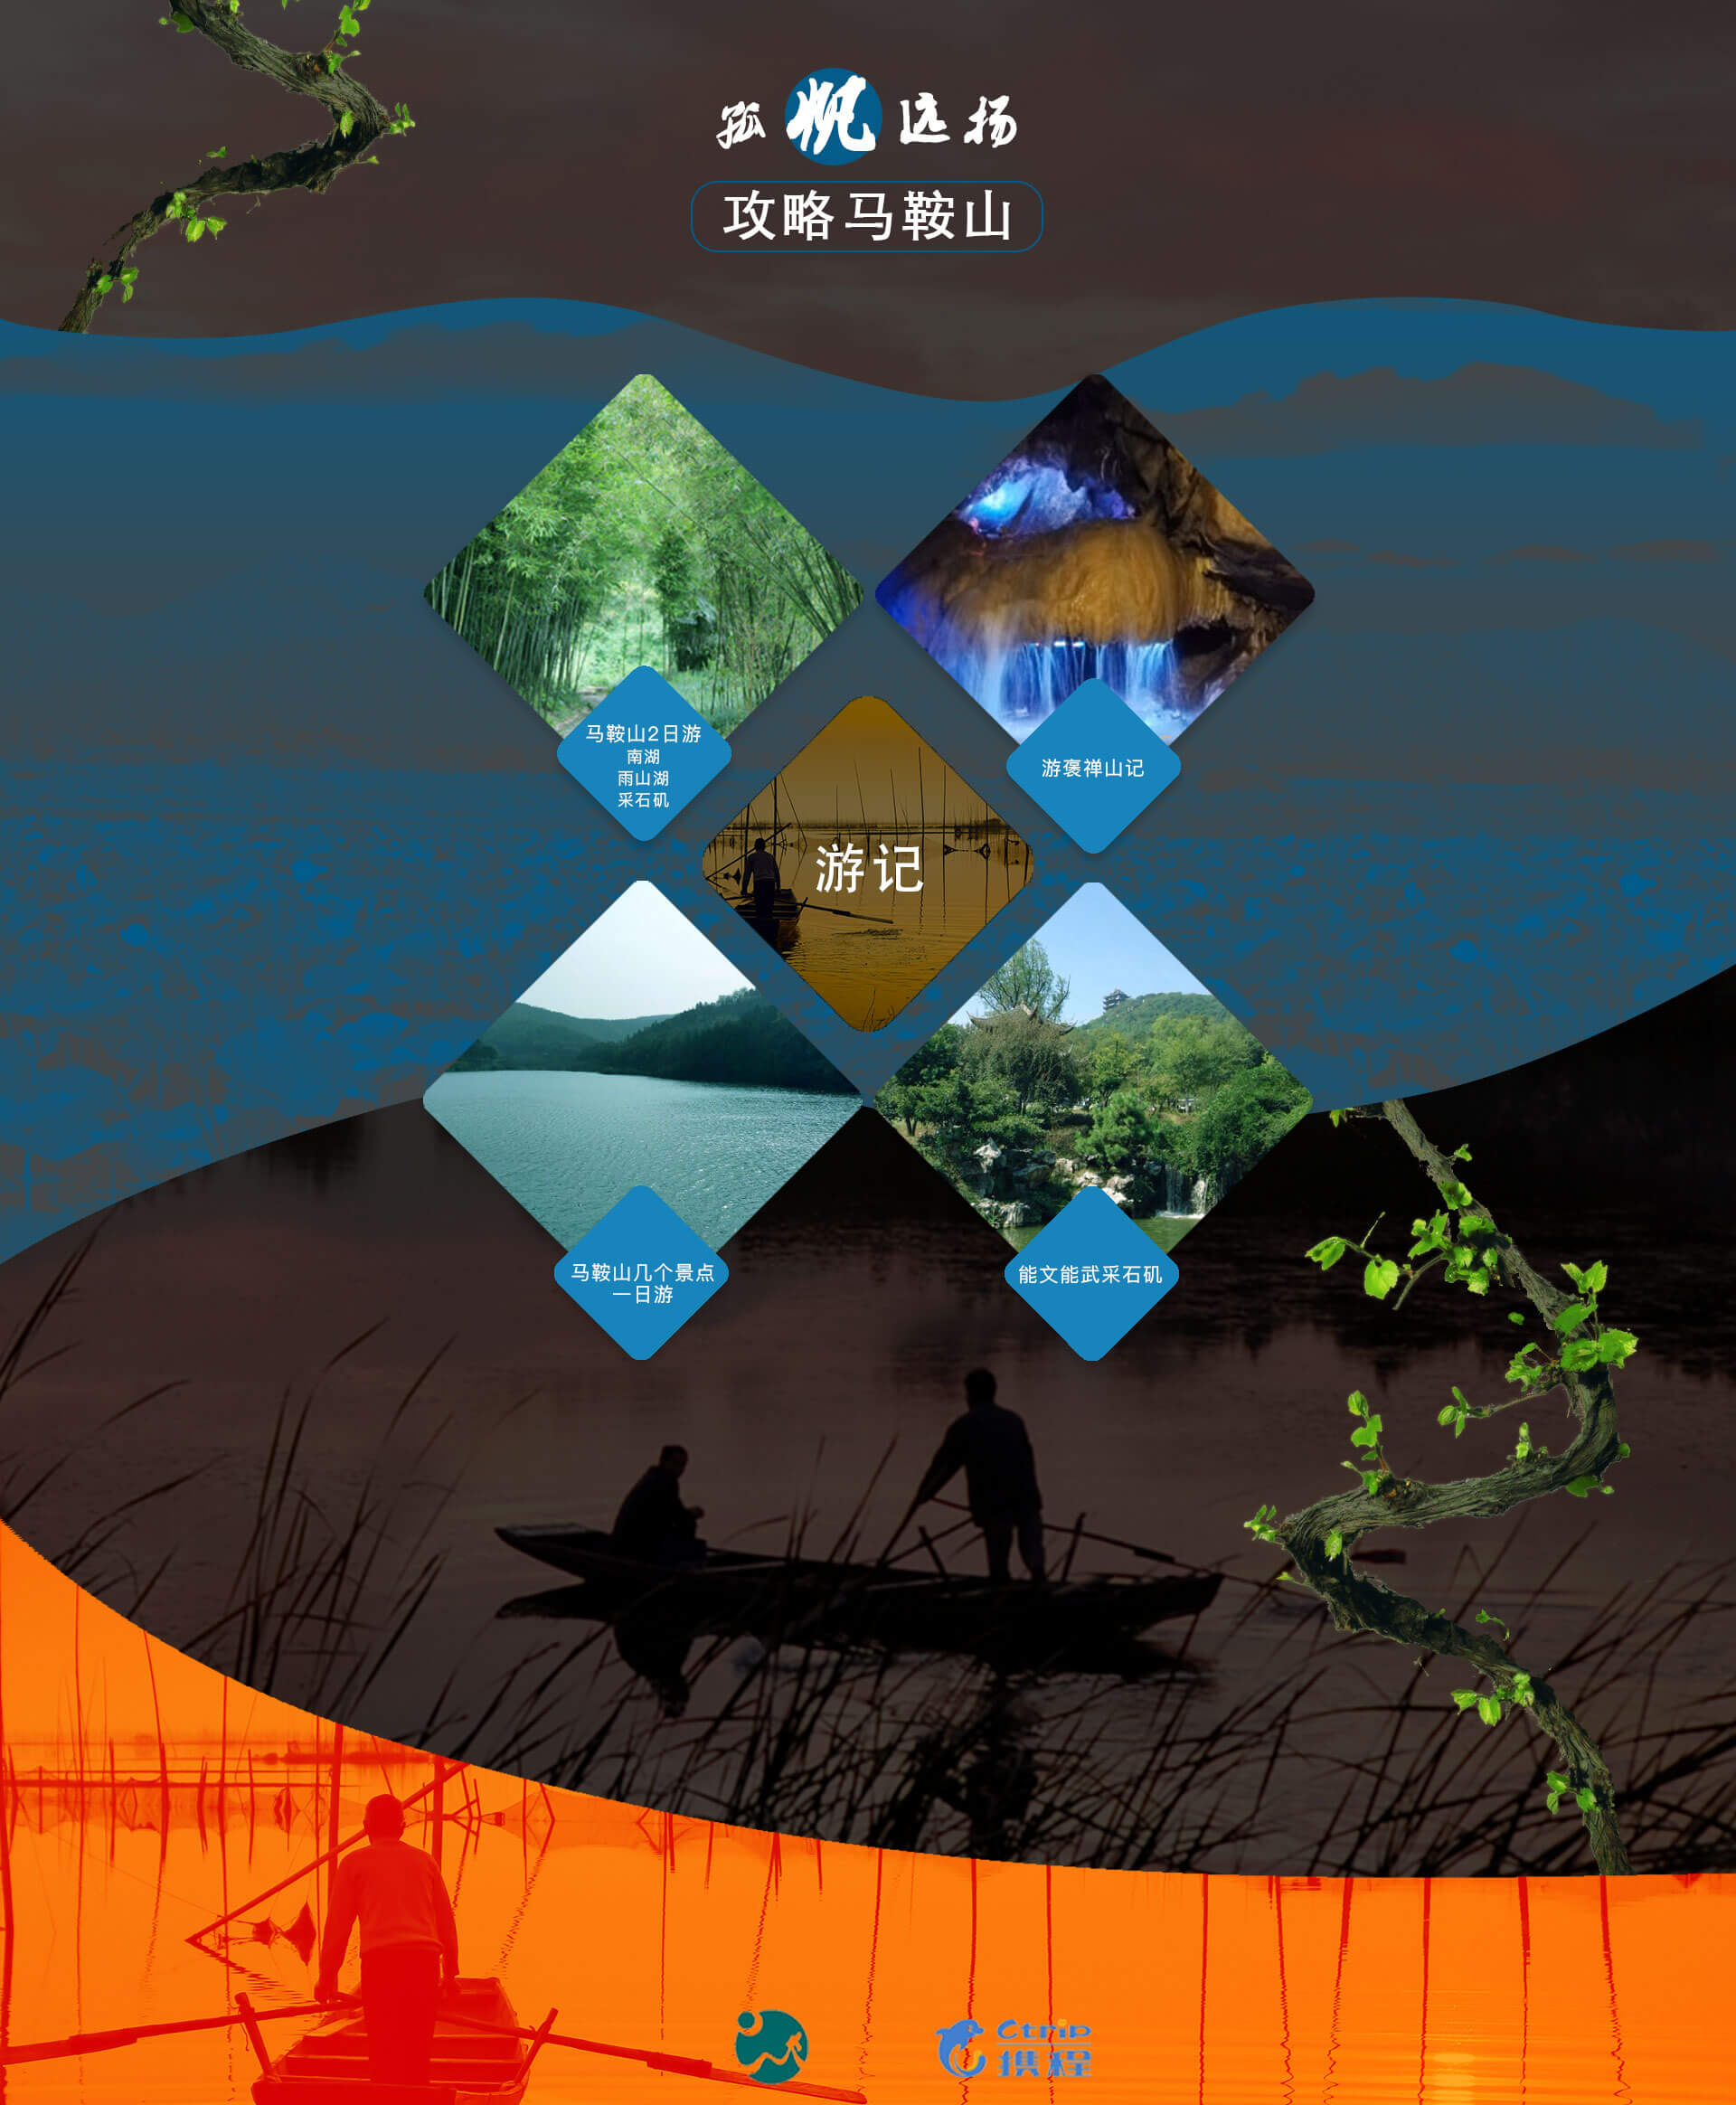 孤帆远扬
攻略马鞍山
马鞍山2日游
南湖
雨山湖
采石矶
游褒禅山记
游记
马鞍山几个景点
一日游
能文能武采石矶
Ctrip
携程